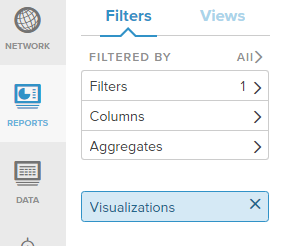 Filters Views
NETWORK
FILTERED BY All
Filters 1
REPORTS
Columns
Aggregates
DATA
Visualizations